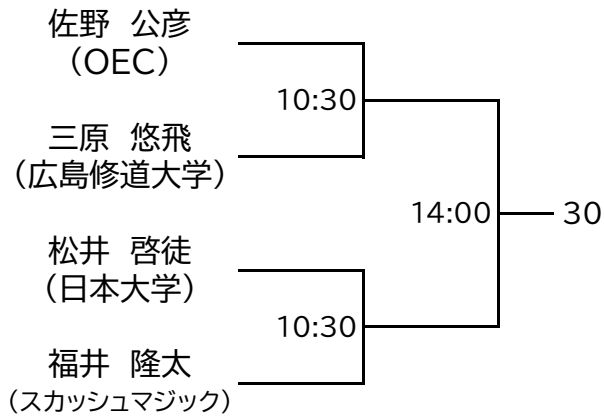 佐野 公彦
（OEC）
10:30
三原 悠飛
（広島修道大学）
14:00 30
松井 啓徒
（日本大学）
10:30
福井 隆太
（スカッシュマジック）